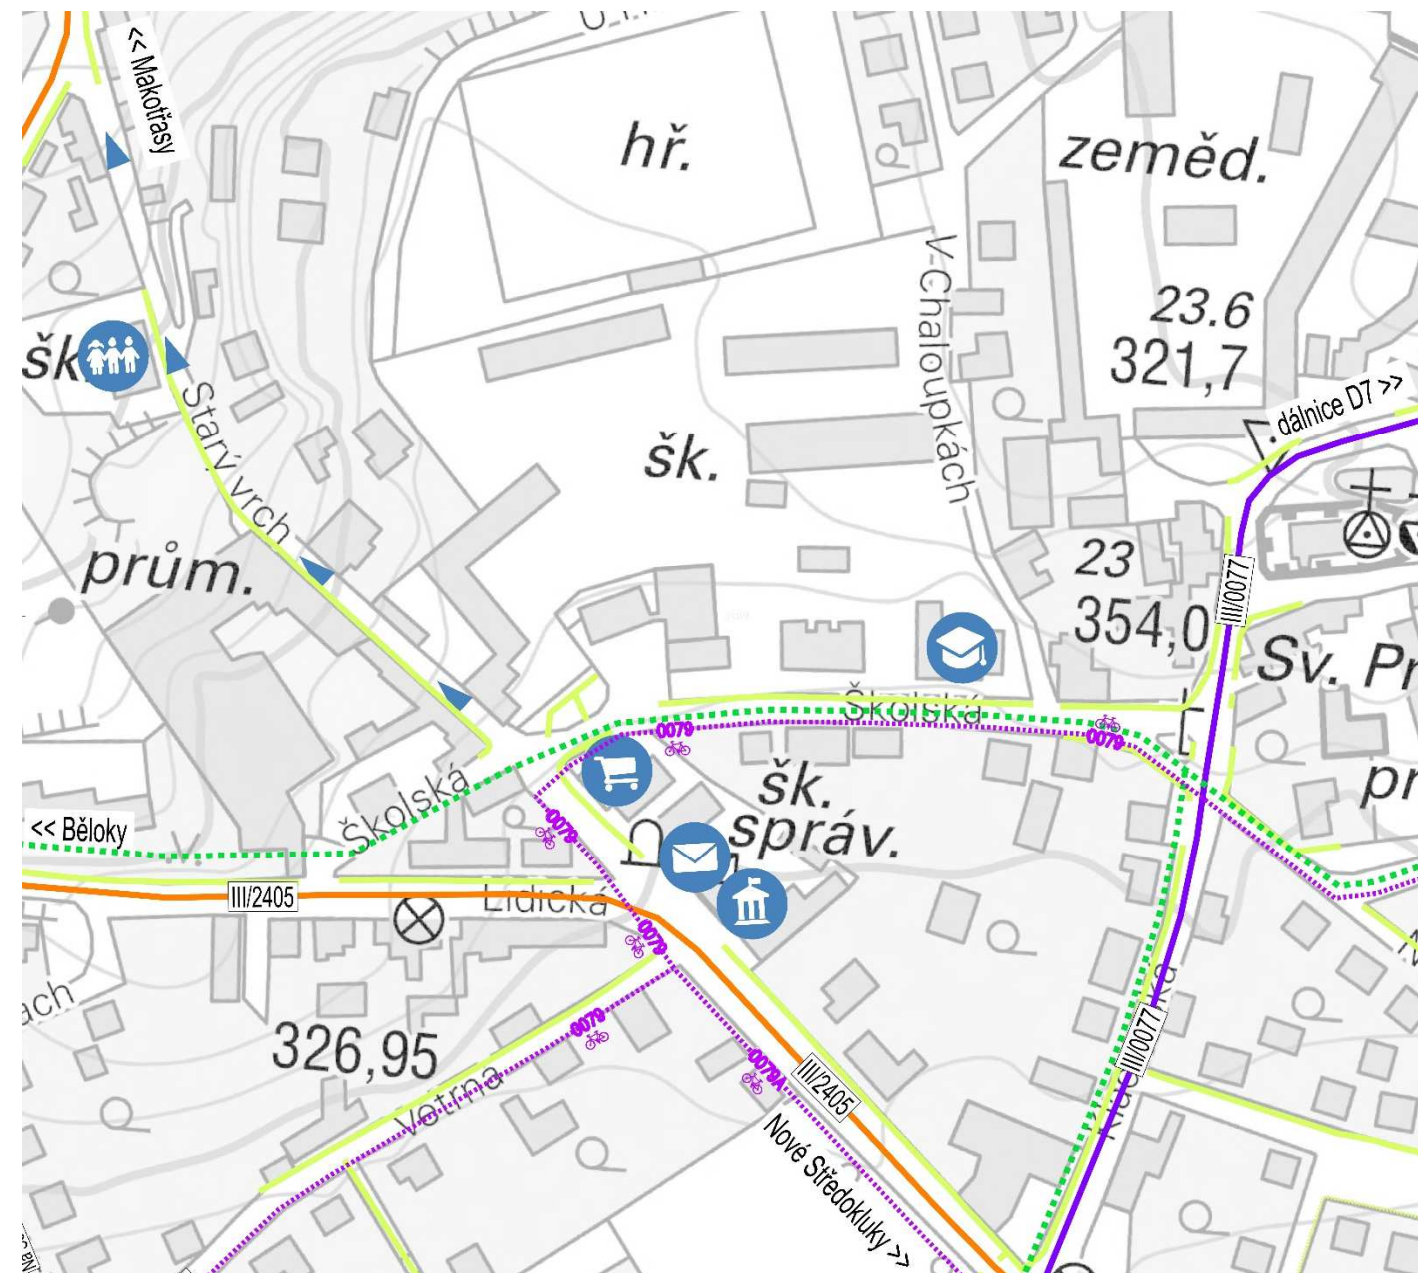 << Makotřasy
hř.
zeměd.
V-Chaloupkách
23.6
321,7
šk.
Starý vrch
dálnice D7 >>
šk.
prům.
23
354,0
III/0077
Sv. Pr
Školská
0079
0079
šk.
správ.
pr
Školská
<< Běloky
0079
III/2405
Lidická
0079
ach
326,95
0079
0079A
III/2405
III/0077
Větrná
Nové Středokluky >>